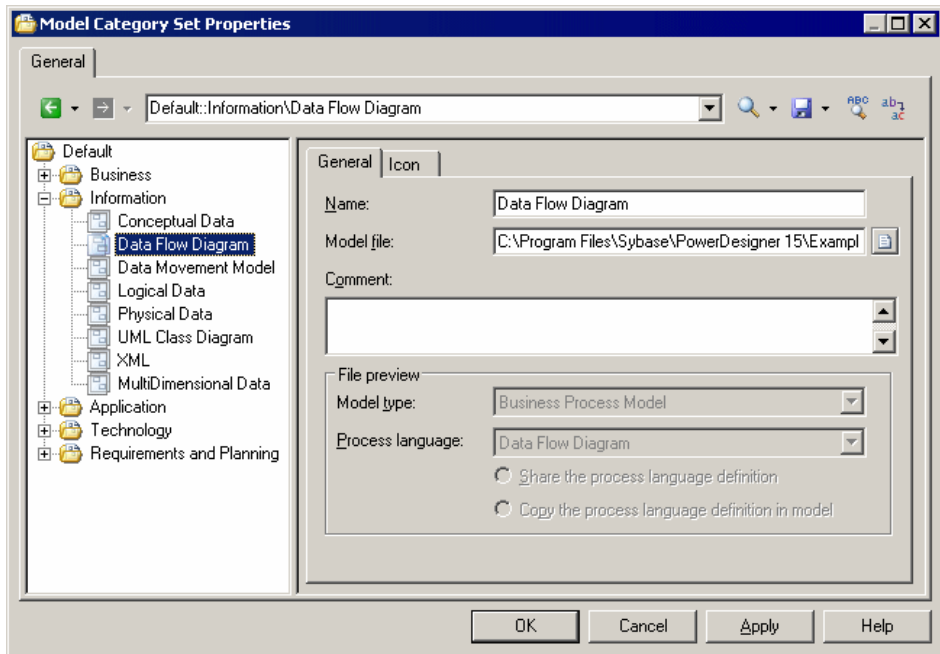 Model Category Set Properties
General
Default::Information\Data Flow Diagram
ABC
ab
ac
Default
Business
Information
Conceptual Data
Data Flow Diagram
Data Movement Model
Logical Data
Physical Data
UML Class Diagram
XML
MultiDimensional Data
Application
Technology
Requirements and Planning
General
Icon
Name:
Data Flow Diagram
Model file:
C:\Program Files\Sybase\PowerDesigner 15\Exampl
Comment:
File preview
Model type:
Business Process Model
Process language:
Data Flow Diagram
Share the process language definition
Copy the process language definition in model
OK
Cancel
Apply
Help